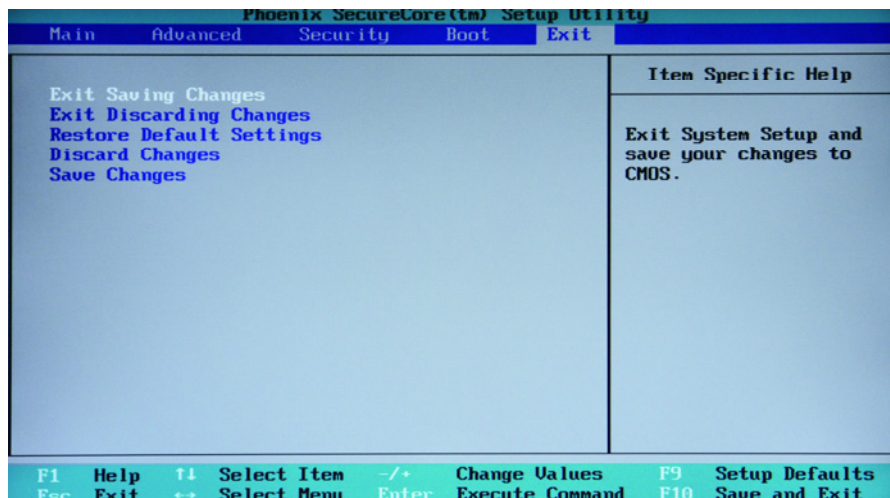 Phoenix SecureCore(tm) Setup Utility
Main Advanced Security Boot Exit
Exit Saving Changes
Exit Discarding Changes
Restore Default Settings
Discard Changes
Save Changes
Item Specific Help
Exit System Setup and
save your changes to
CMOS.
F1 Help ↑↓ Select Item -/+ Change Values F9 Setup Defaults
Esc Exit ↔ Select Menu Enter Execute Command F10 Save and Exit